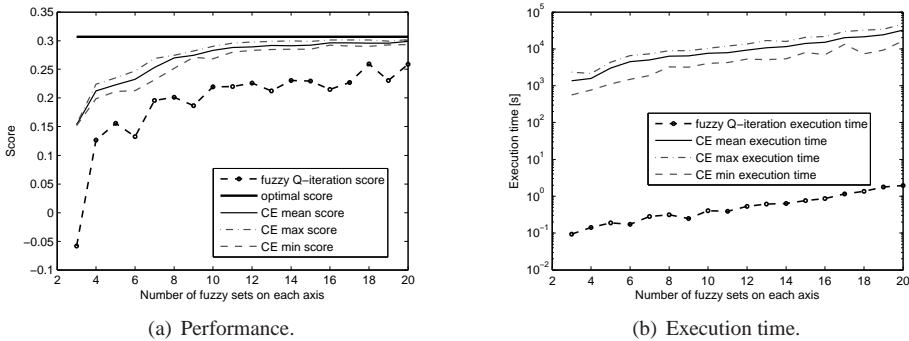 0.35
0.3
0.25
0.2
0.15
0.1
0.05
0
−0.05
−0.1
Score
2 4 6 8 10 12 14 16 18 20
Number of fuzzy sets on each axis
fuzzy Q−iteration score
optimal score
CE mean score
CE max score
CE min score
(a) Performance.
10^5
10^4
10^3
10^2
10^1
10^0
10^−1
10^−2
Execution time [s]
2 4 6 8 10 12 14 16 18 20
Number of fuzzy sets on each axis
fuzzy Q−iteration execution time
CE mean execution time
CE max execution time
CE min execution time
(b) Execution time.